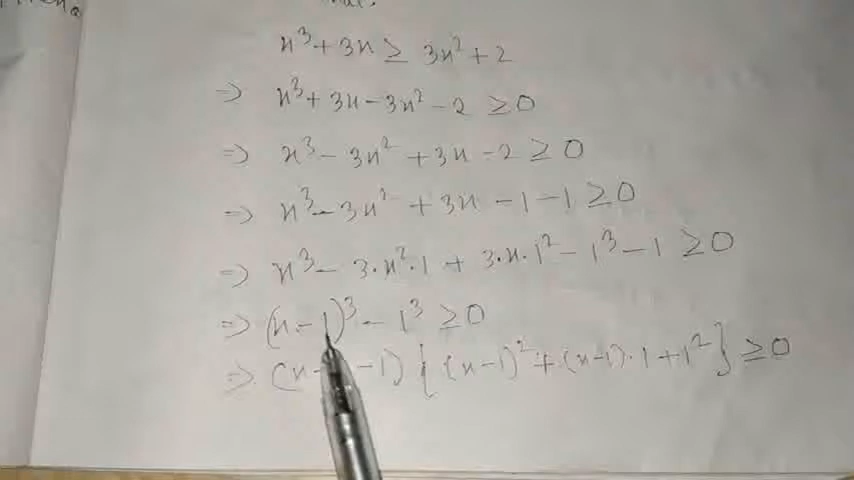 x³ + 3x ≥ 3x² + 2
=> x³ + 3x - 3x² - 2 ≥ 0
=> x³ - 3x² + 3x - 2 ≥ 0
=> x³ - 3x² + 3x - 1 - 1 ≥ 0
=> x³ - 3·x²·1 + 3·x·1² - 1³ - 1 ≥ 0
=> (x - 1)³ - 1³ ≥ 0
=> (x - -1) { (x-1)² + (x-1)·1 + 1² } ≥ 0